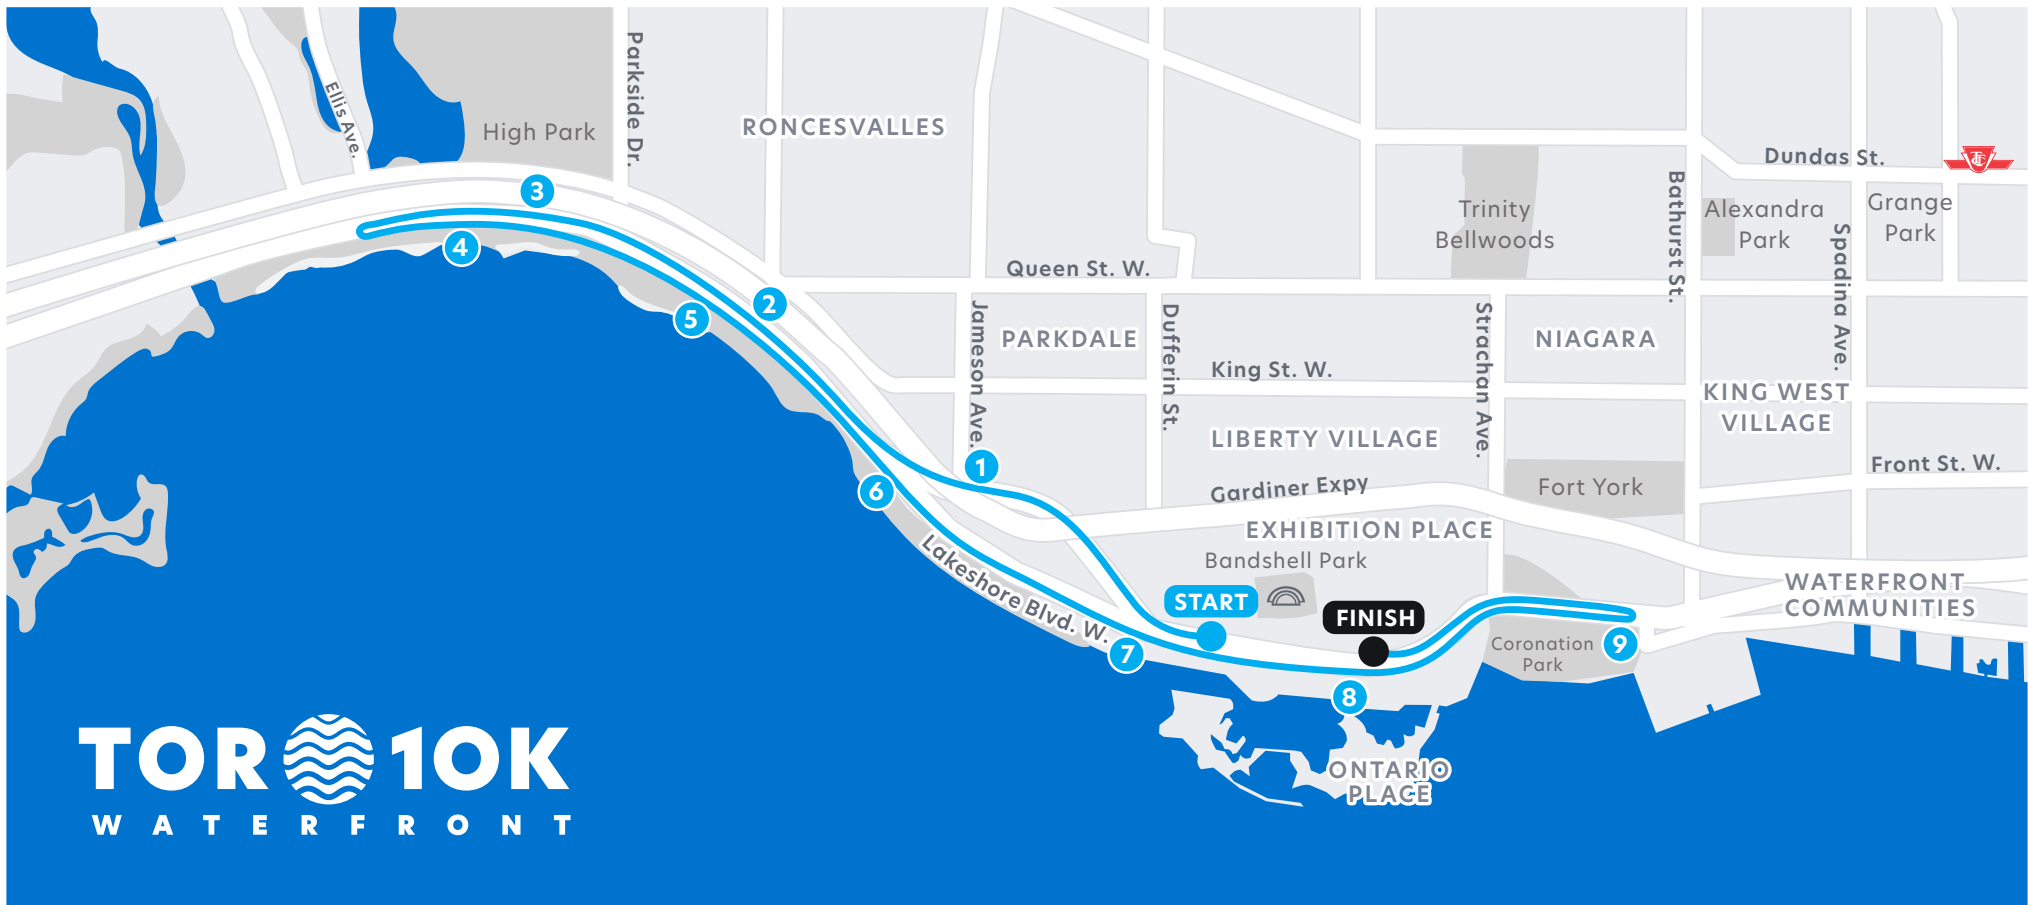 Parkside Dr.
Ellis Ave.
High Park
RONCESVALLES
3
4
2
5
Dundas St.
TTC
Bathurst St.
Trinity
Bellwoods
Alexandra
Park
Grange
Park
Spadina Ave.
Queen St. W.
Jameson Ave.
PARKDALE
Dufferin St.
King St. W.
Strachan Ave.
NIAGARA
KING WEST
VILLAGE
LIBERTY VILLAGE
1
6
Gardiner Expy
Fort York
Front St. W.
EXHIBITION PLACE
Bandshell Park
Lakeshore Blvd. W.
START
FINISH
WATERFRONT
COMMUNITIES
7
8
Coronation
Park
9
ONTARIO
PLACE
TOR 10K
WATERFRONT